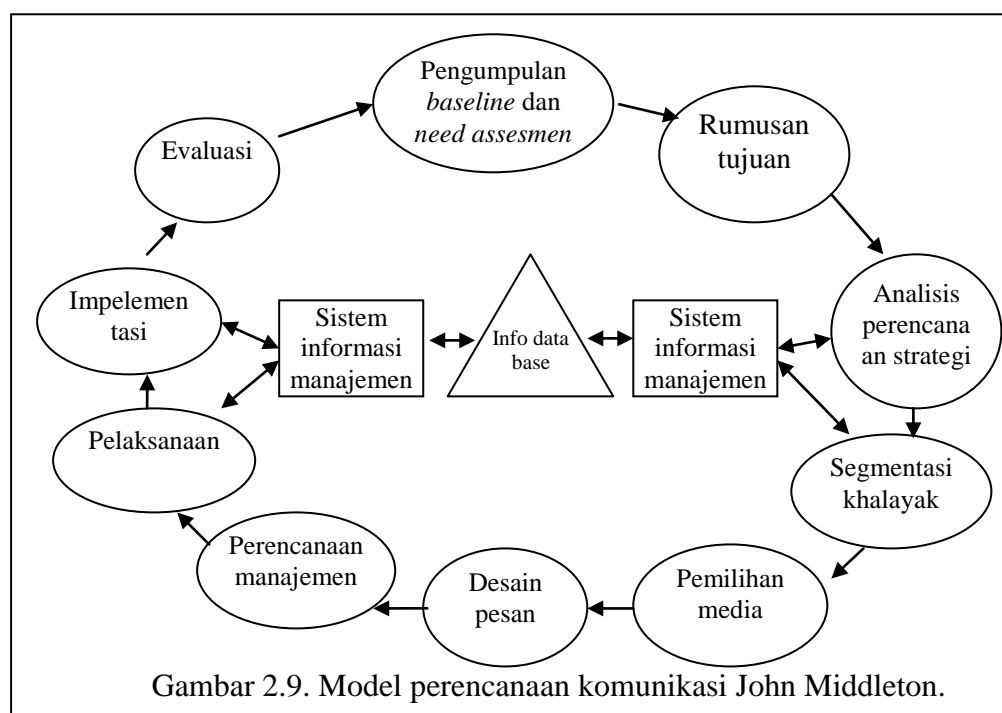 Pengumpulan
baseline dan
need assesmen
Rumusan
tujuan
Evaluasi
Impelemen
tasi
Sistem
informasi
manajemen
Info data
base
Sistem
informasi
manajemen
Analisis
perencana
an strategi
Pelaksanaan
Segmentasi
khalayak
Perencanaan
manajemen
Desain
pesan
Pemilihan
media
Gambar 2.9. Model perencanaan komunikasi John Middleton.